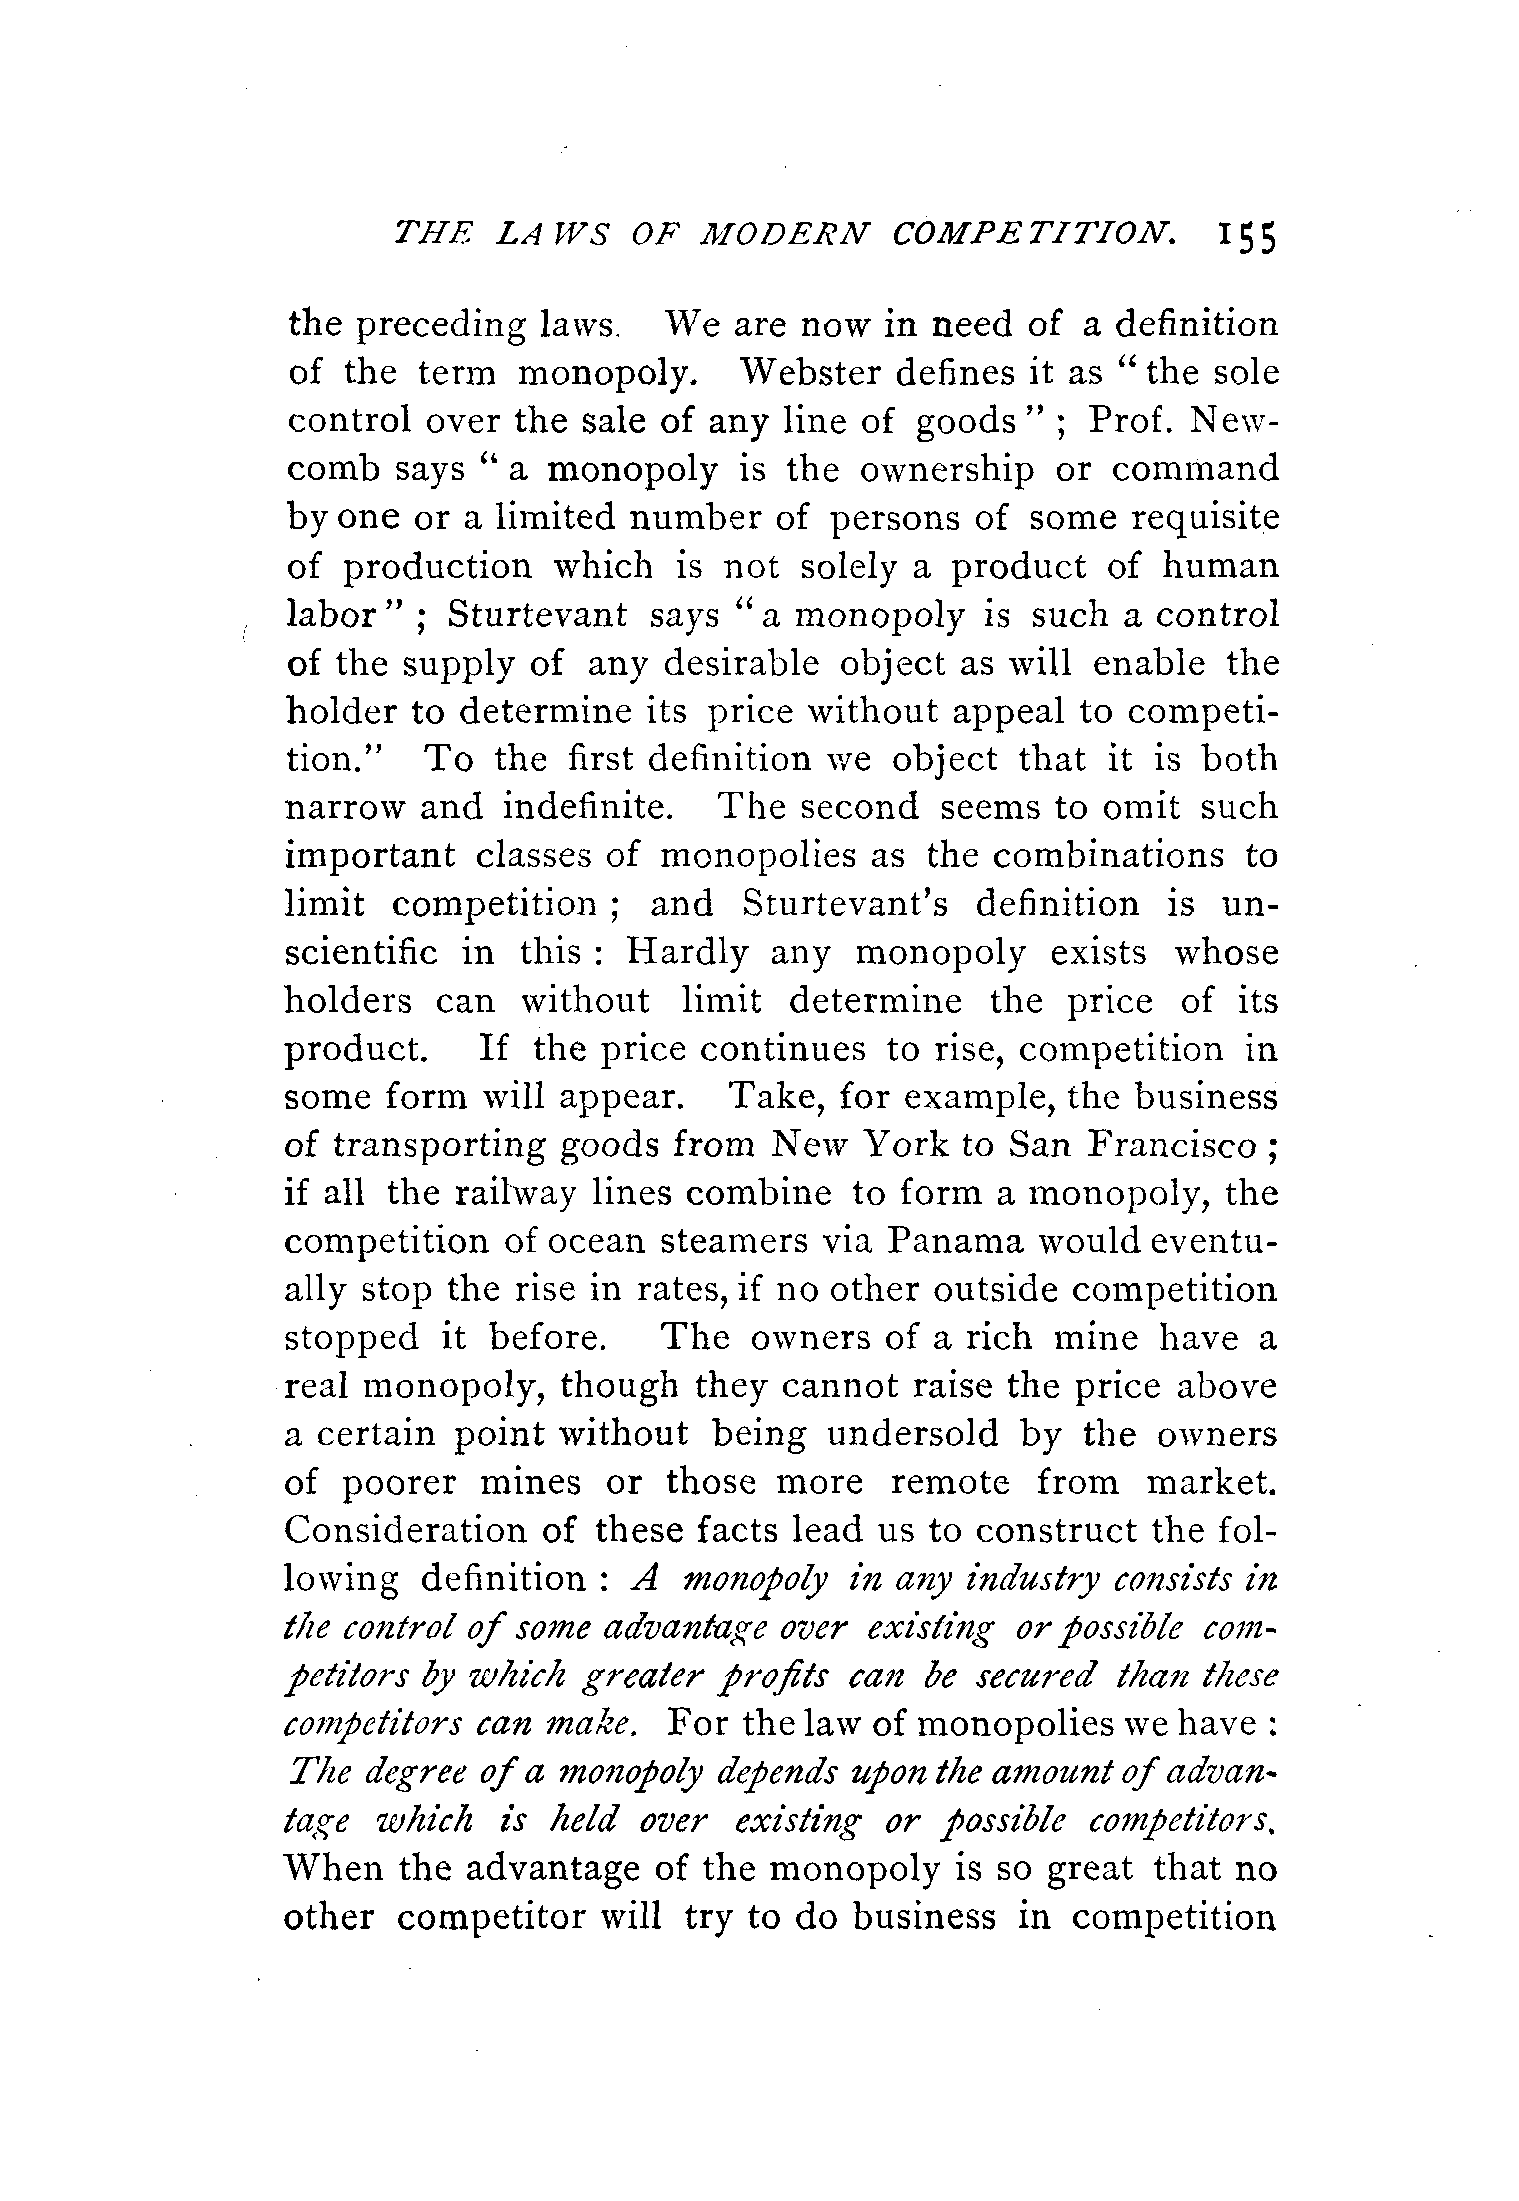 THE LAWS OF MODERN COMPETITION. 155
the preceding laws. We are now in need of a definition
of the term monopoly. Webster defines it as “the sole
control over the sale of any line of goods” ; Prof. New-
comb says “a monopoly is the ownership or command
by one or a limited number of persons of some requisite
of production which is not solely a product of human
labor” ; Sturtevant says “a monopoly is such a control
of the supply of any desirable object as will enable the
holder to determine its price without appeal to competi-
tion.” To the first definition we object that it is both
narrow and indefinite. The second seems to omit such
important classes of monopolies as the combinations to
limit competition ; and Sturtevant's definition is un-
scientific in this : Hardly any monopoly exists whose
holders can without limit determine the price of its
product. If the price continues to rise, competition in
some form will appear. Take, for example, the business
of transporting goods from New York to San Francisco ;
if all the railway lines combine to form a monopoly, the
competition of ocean steamers via Panama would eventu-
ally stop the rise in rates, if no other outside competition
stopped it before. The owners of a rich mine have a
real monopoly, though they cannot raise the price above
a certain point without being undersold by the owners
of poorer mines or those more remote from market.
Consideration of these facts lead us to construct the fol-
lowing definition : A monopoly in any industry consists in
the control of some advantage over existing or possible com-
petitors by which greater profits can be secured than these
competitors can make. For the law of monopolies we have :
The degree of a monopoly depends upon the amount of advan-
tage which is held over existing or possible competitors.
When the advantage of the monopoly is so great that no
other competitor will try to do business in competition